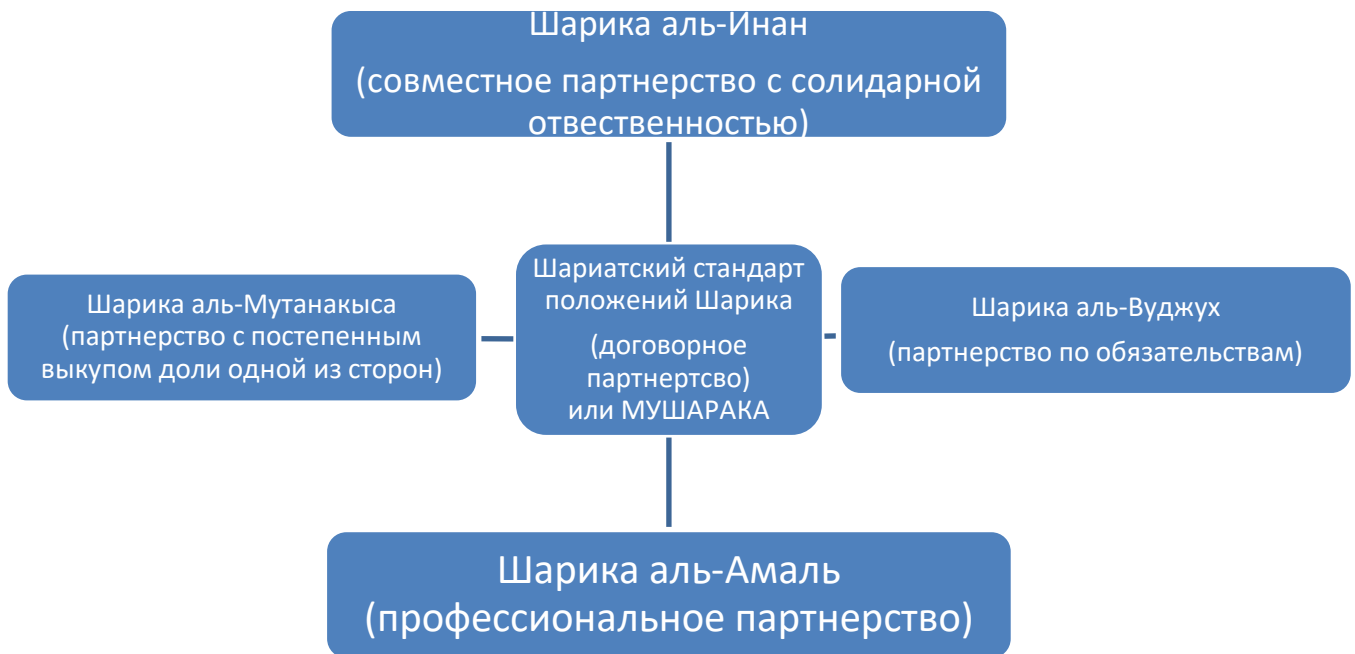 Шарика аль-Инан
(совместное партнерство с солидарной
отвественностью)
Шарика аль-Мутанакыса
(партнерство с постепенным
выкупом доли одной из сторон)
Шариатский стандарт
положений Шарика
(договорное
партнертсво)
или МУШАРАКА
Шарика аль-Вуджух
(партнерство по обязательствам)
Шарика аль-Амаль
(профессиональное партнерство)